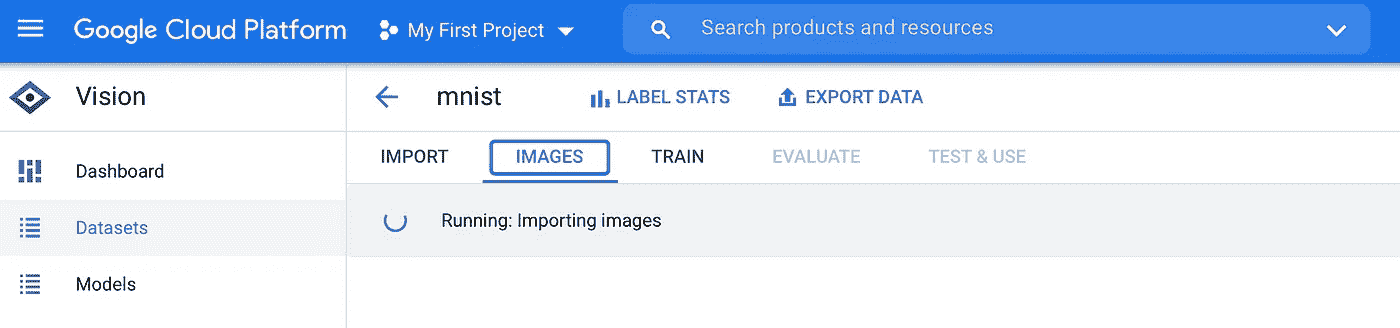 Google Cloud Platform My First Project Search products and resources
Vision mnist LABEL STATS EXPORT DATA
IMPORT IMAGES TRAIN EVALUATE TEST & USE
Dashboard
Datasets Running: Importing images
Models